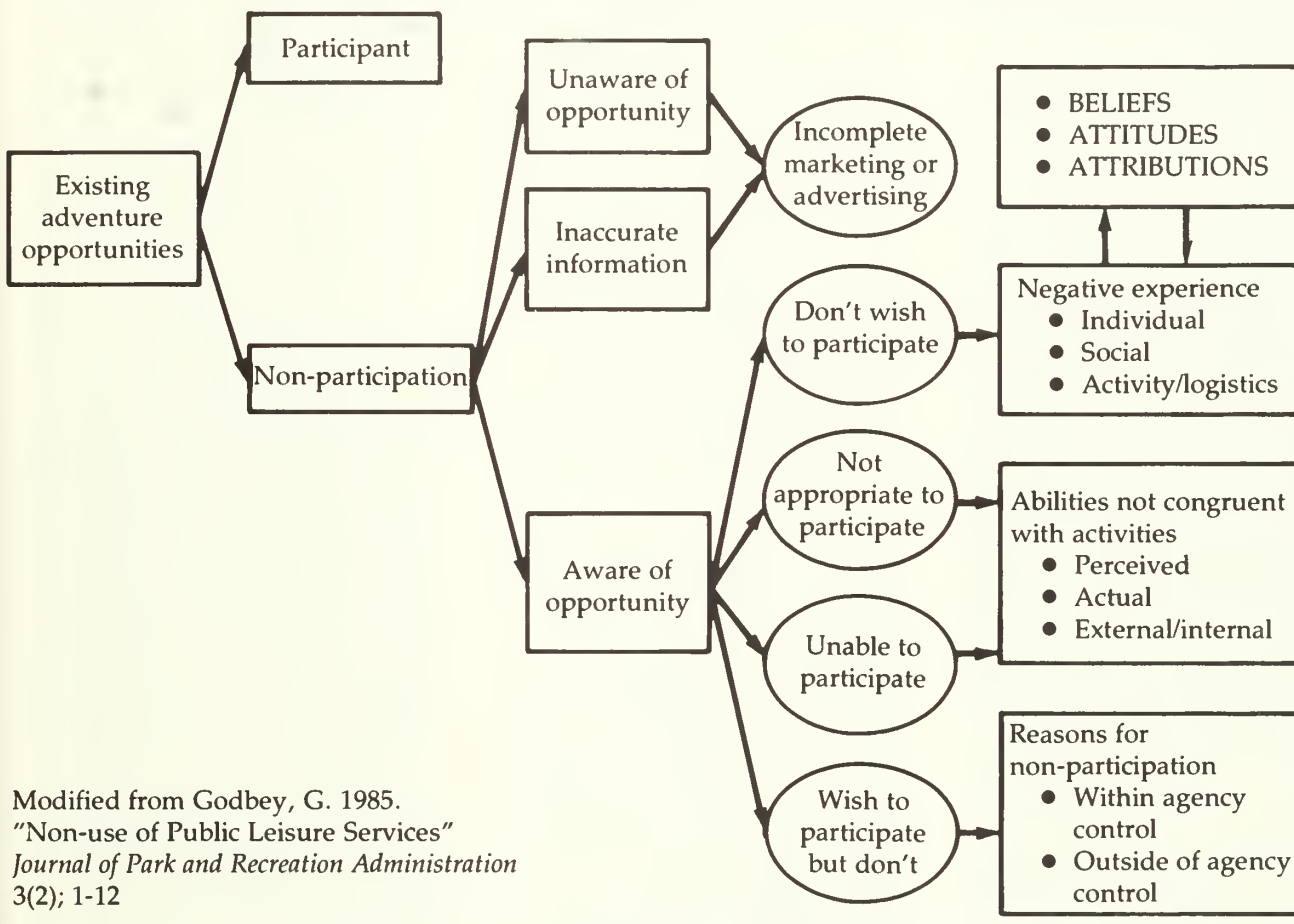 Participant
Existing
adventure
opportunities
Non-participation
Unaware of
opportunity
Inaccurate
information
Aware of
opportunity
Incomplete
marketing or
advertising
Don't wish
to participate
Not
appropriate to
participate
Unable to
participate
Wish to
participate
but don't
● BELIEFS
● ATTITUDES
● ATTRIBUTIONS
Negative experience
● Individual
● Social
● Activity/logistics
Abilities not congruent
with activities
● Perceived
● Actual
● External/internal
Reasons for
non-participation
● Within agency
control
● Outside of agency
control
Modified from Godbey, G. 1985.
"Non-use of Public Leisure Services"
Journal of Park and Recreation Administration
3(2); 1-12